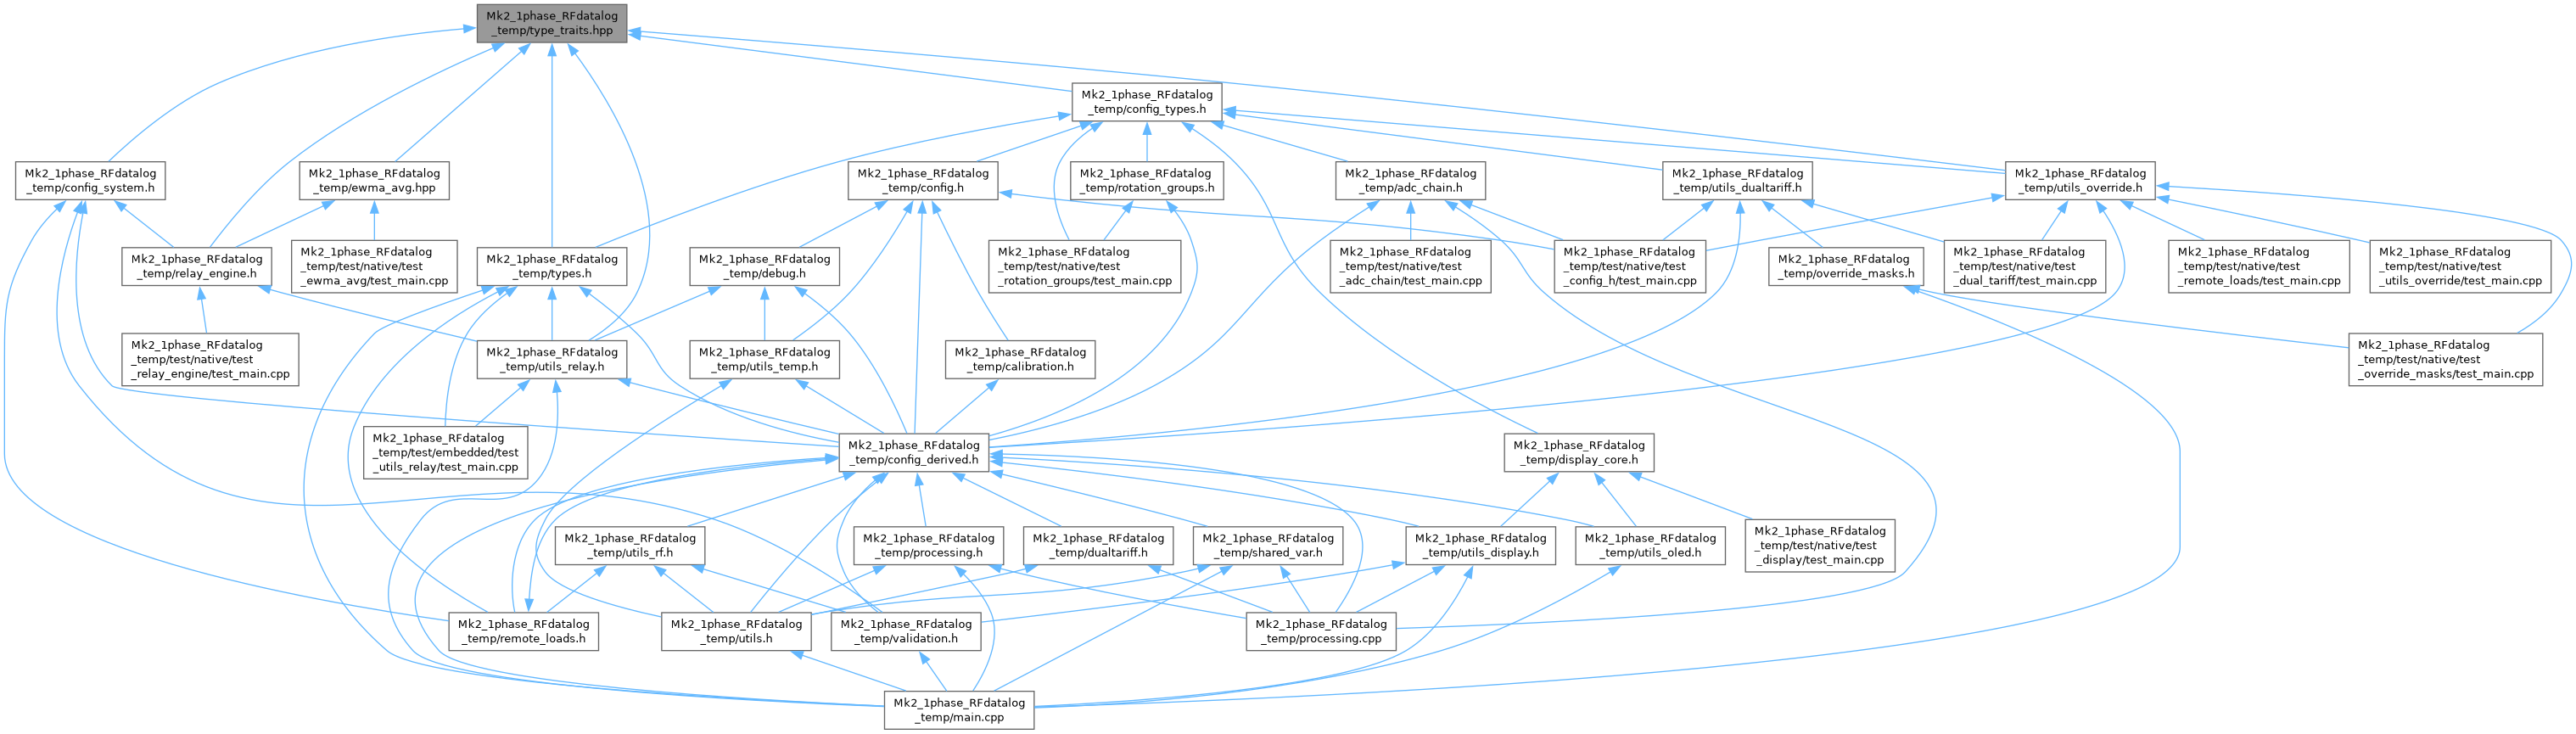 Mk2_1phase_RFdatalog
_temp/type_traits.hpp
Mk2_1phase_RFdatalog
_temp/config_types.h
Mk2_1phase_RFdatalog
_temp/config_system.h
Mk2_1phase_RFdatalog
_temp/ewma_avg.hpp
Mk2_1phase_RFdatalog
_temp/config.h
Mk2_1phase_RFdatalog
_temp/rotation_groups.h
Mk2_1phase_RFdatalog
_temp/adc_chain.h
Mk2_1phase_RFdatalog
_temp/utils_dualtariff.h
Mk2_1phase_RFdatalog
_temp/utils_override.h
Mk2_1phase_RFdatalog
_temp/relay_engine.h
Mk2_1phase_RFdatalog
_temp/test/native/test
_ewma_avg/test_main.cpp
Mk2_1phase_RFdatalog
_temp/types.h
Mk2_1phase_RFdatalog
_temp/debug.h
Mk2_1phase_RFdatalog
_temp/test/native/test
_rotation_groups/test_main.cpp
Mk2_1phase_RFdatalog
_temp/test/native/test
_adc_chain/test_main.cpp
Mk2_1phase_RFdatalog
_temp/test/native/test
_config_h/test_main.cpp
Mk2_1phase_RFdatalog
_temp/override_masks.h
Mk2_1phase_RFdatalog
_temp/test/native/test
_dual_tariff/test_main.cpp
Mk2_1phase_RFdatalog
_temp/test/native/test
_remote_loads/test_main.cpp
Mk2_1phase_RFdatalog
_temp/test/native/test
_utils_override/test_main.cpp
Mk2_1phase_RFdatalog
_temp/test/native/test
_relay_engine/test_main.cpp
Mk2_1phase_RFdatalog
_temp/utils_relay.h
Mk2_1phase_RFdatalog
_temp/utils_temp.h
Mk2_1phase_RFdatalog
_temp/calibration.h
Mk2_1phase_RFdatalog
_temp/test/native/test
_override_masks/test_main.cpp
Mk2_1phase_RFdatalog
_temp/test/embedded/test
_utils_relay/test_main.cpp
Mk2_1phase_RFdatalog
_temp/config_derived.h
Mk2_1phase_RFdatalog
_temp/display_core.h
Mk2_1phase_RFdatalog
_temp/utils_rf.h
Mk2_1phase_RFdatalog
_temp/processing.h
Mk2_1phase_RFdatalog
_temp/dualtariff.h
Mk2_1phase_RFdatalog
_temp/shared_var.h
Mk2_1phase_RFdatalog
_temp/utils_display.h
Mk2_1phase_RFdatalog
_temp/utils_oled.h
Mk2_1phase_RFdatalog
_temp/test/native/test
_display/test_main.cpp
Mk2_1phase_RFdatalog
_temp/remote_loads.h
Mk2_1phase_RFdatalog
_temp/utils.h
Mk2_1phase_RFdatalog
_temp/validation.h
Mk2_1phase_RFdatalog
_temp/processing.cpp
Mk2_1phase_RFdatalog
_temp/main.cpp